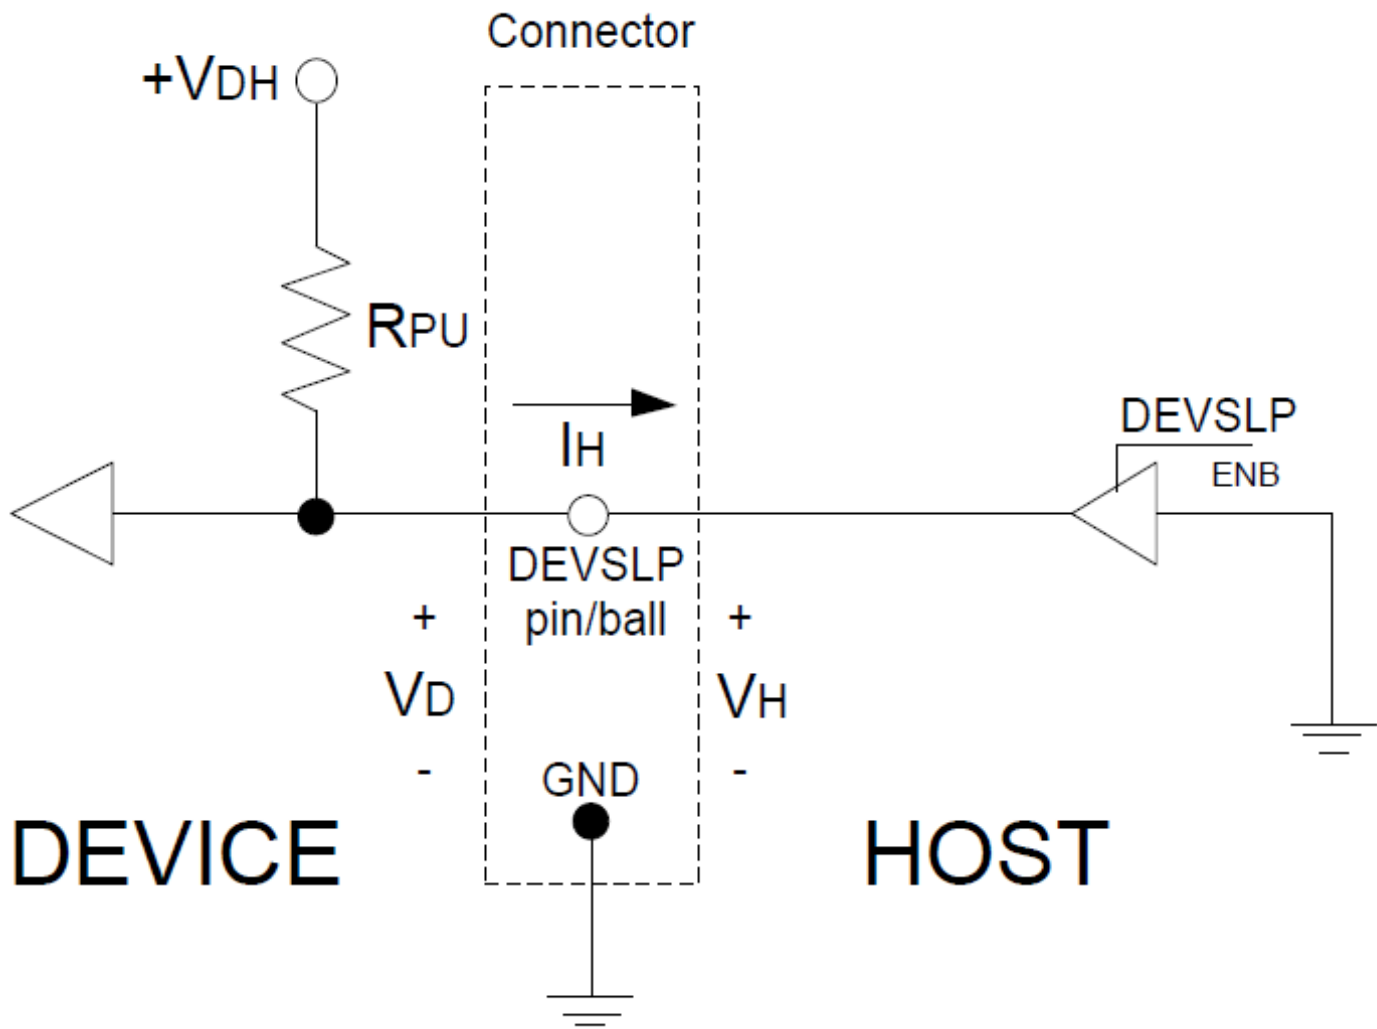 Connector
+VDH
RPU
IH
DEVSLP
ENB
DEVSLP
pin/ball
+
+
VD
VH
-
-
GND
DEVICE
HOST